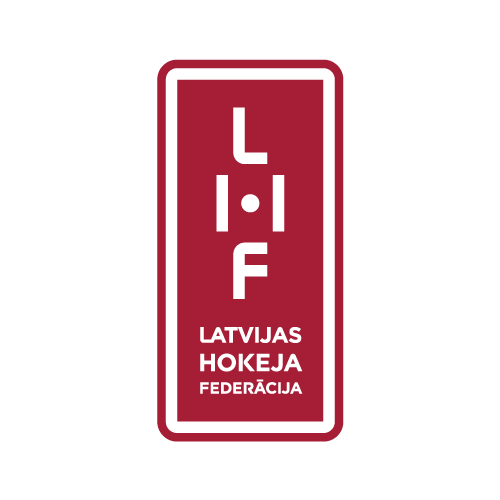 L
H
F
LATVIJAS
HOKEJA
FEDERĀCIJA